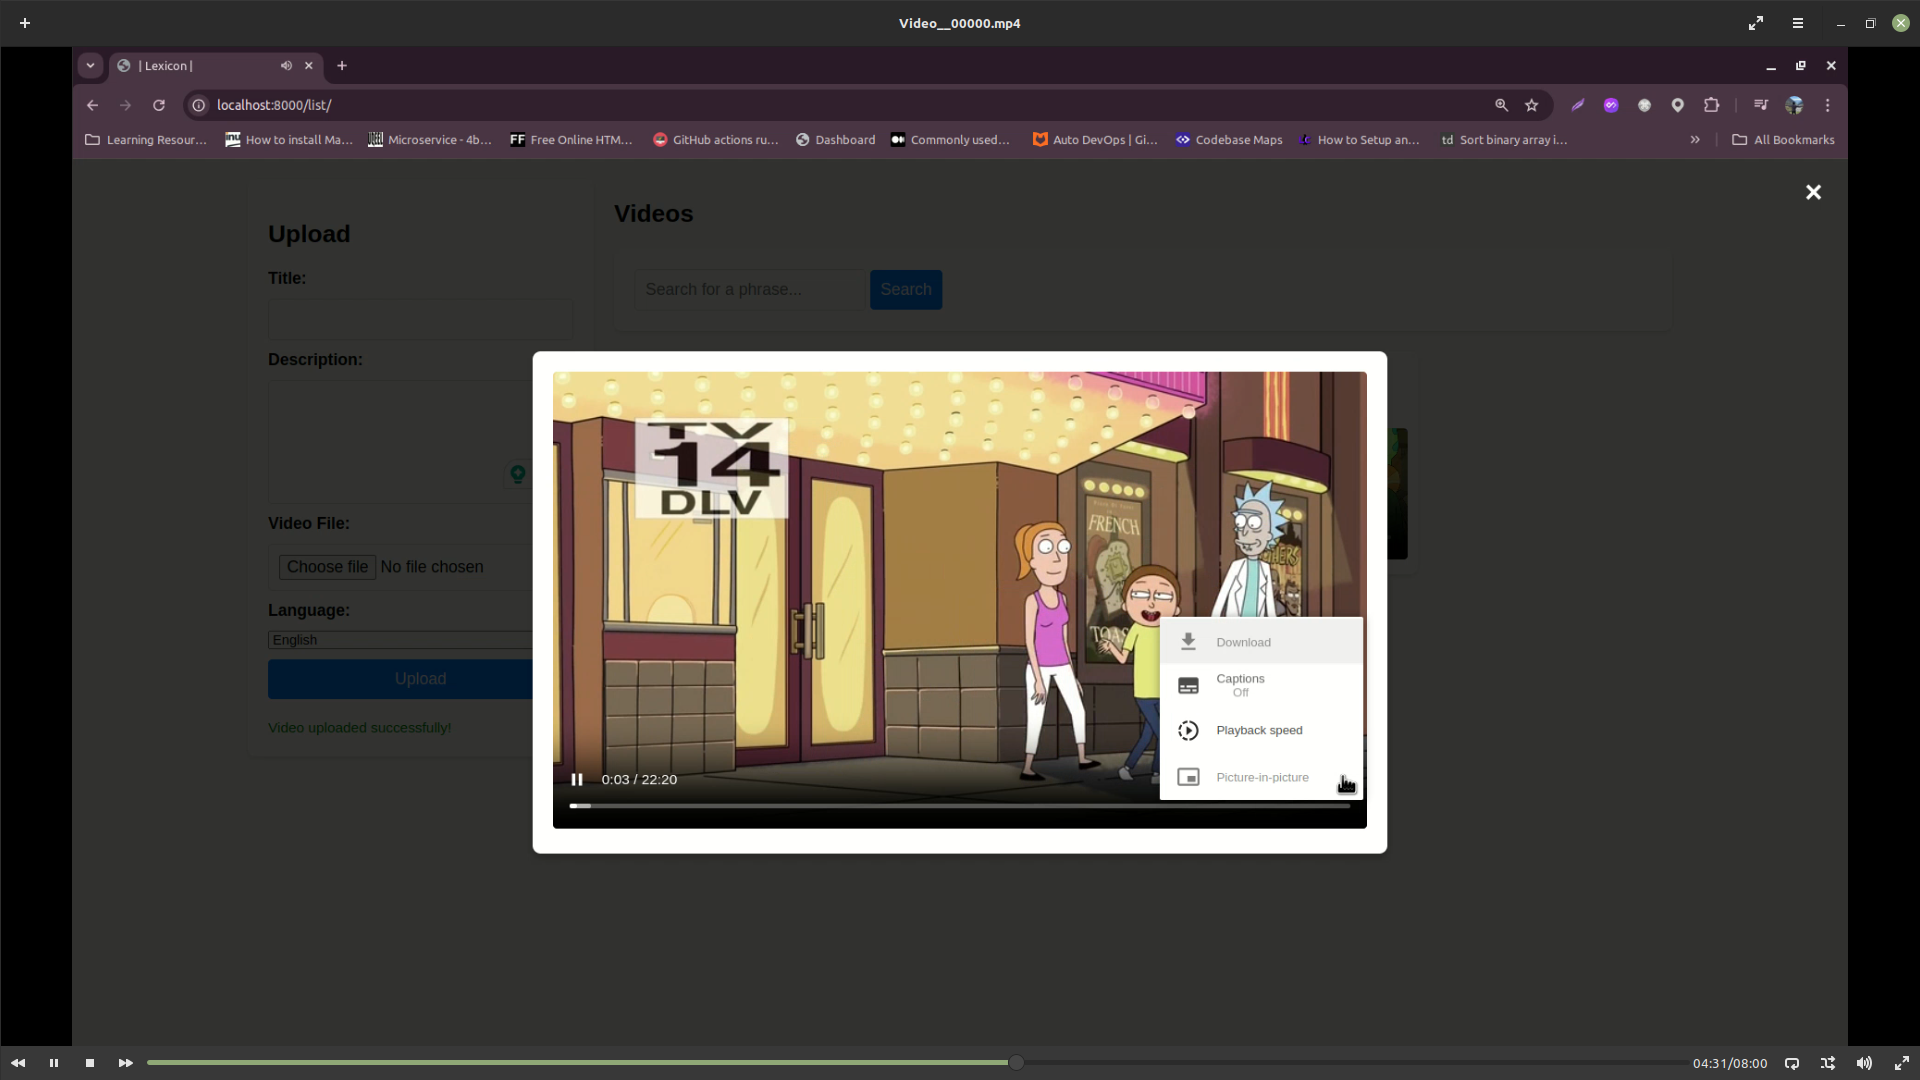 Video__00000.mp4
| Lexicon |
localhost:8000/list/
Learning Resour...
How to install Ma...
Microservice - 4b...
FF
Free Online HTM...
GitHub actions ru...
Dashboard
Commonly used...
Auto DevOps | Gi...
Codebase Maps
How to Setup an...
td
Sort binary array i...
»
All Bookmarks
Upload
Title:
Description:
Video File:
Choose file No file chosen
Language:
English
Upload
Video uploaded successfully!
Videos
Search for a phrase...
Search
TV
14
DLV
FRENCH
TOAS
HERS
Download
Captions
Off
Playback speed
Picture-in-picture
0:03 / 22:20
04:31/08:00